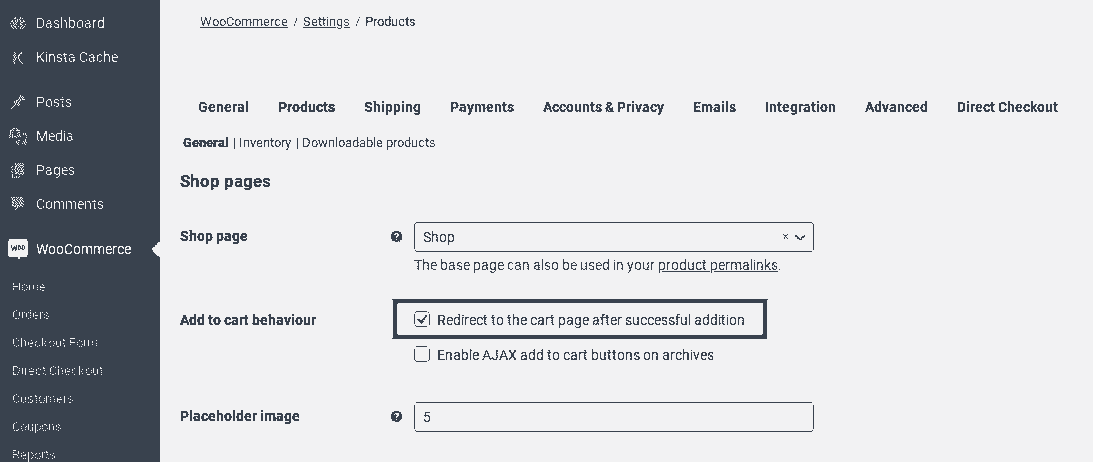 Dashboard
Kinsta Cache
Posts
Media
Pages
Comments
woo WooCommerce
Home
Orders
Checkout Form
Direct Checkout
Customers
Coupons
Reports
WooCommerce / Settings / Products
General Products Shipping Payments Accounts & Privacy Emails Integration Advanced Direct Checkout
General | Inventory | Downloadable products
Shop pages
Shop page ? Shop ×
The base page can also be used in your product permalinks.
Add to cart behaviour Redirect to the cart page after successful addition
Enable AJAX add to cart buttons on archives
Placeholder image ? 5